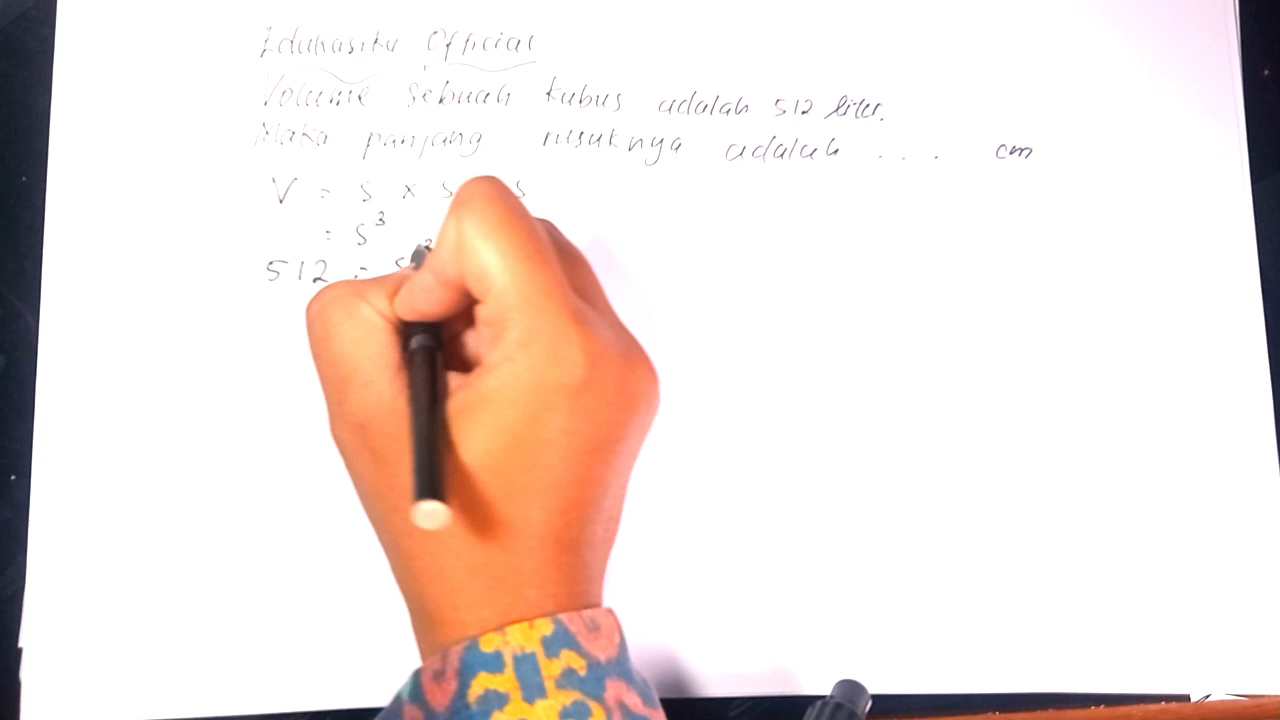 Edukasiku Official
Volume sebuah kubus adalah 512 liter.
Maka panjang rusuknya adalah . . . cm
V = s × s s
= s³
512 = s